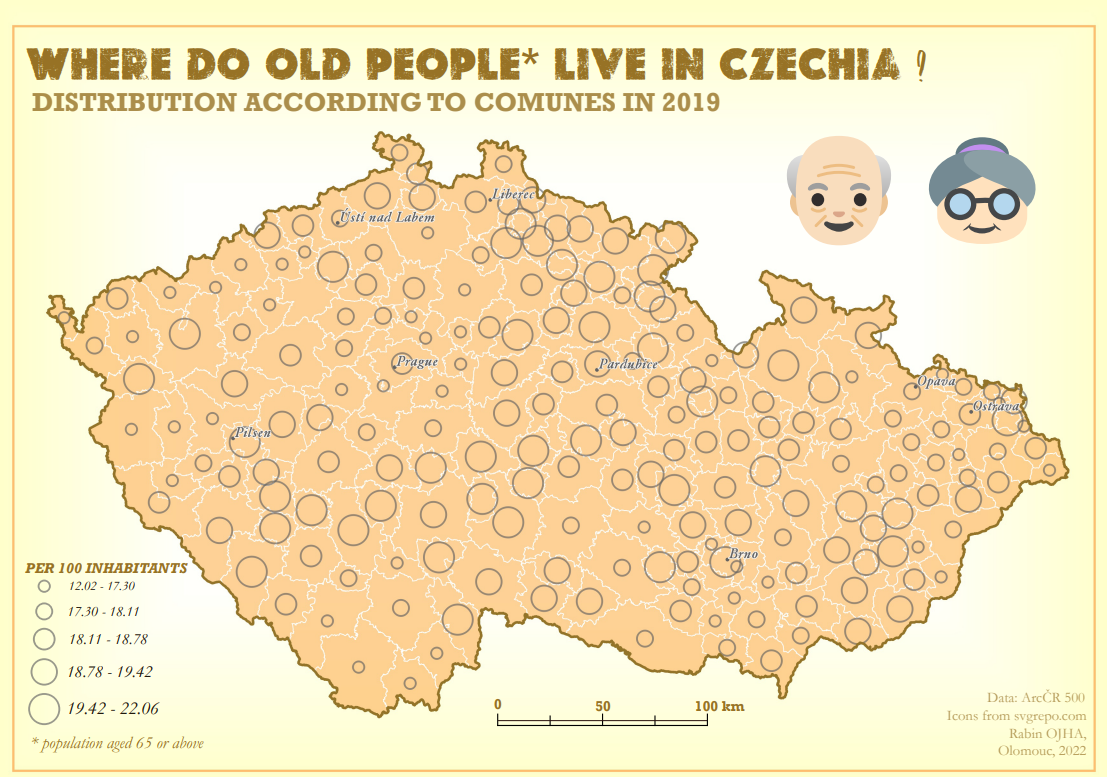 WHERE DO OLD PEOPLE* LIVE IN CZECHIA ?
DISTRIBUTION ACCORDING TO COMUNES IN 2019
Liberec
Ústí nad Labem
Prague
Pardubice
Opava
Ostrava
Pilsen
Brno
PER 100 INHABITANTS
12.02 - 17.30
17.30 - 18.11
18.11 - 18.78
18.78 - 19.42
19.42 - 22.06
* population aged 65 or above
0 50 100 km
Data: ArcČR 500
Icons from svgrepo.com
Rabin OJHA,
Olomouc, 2022